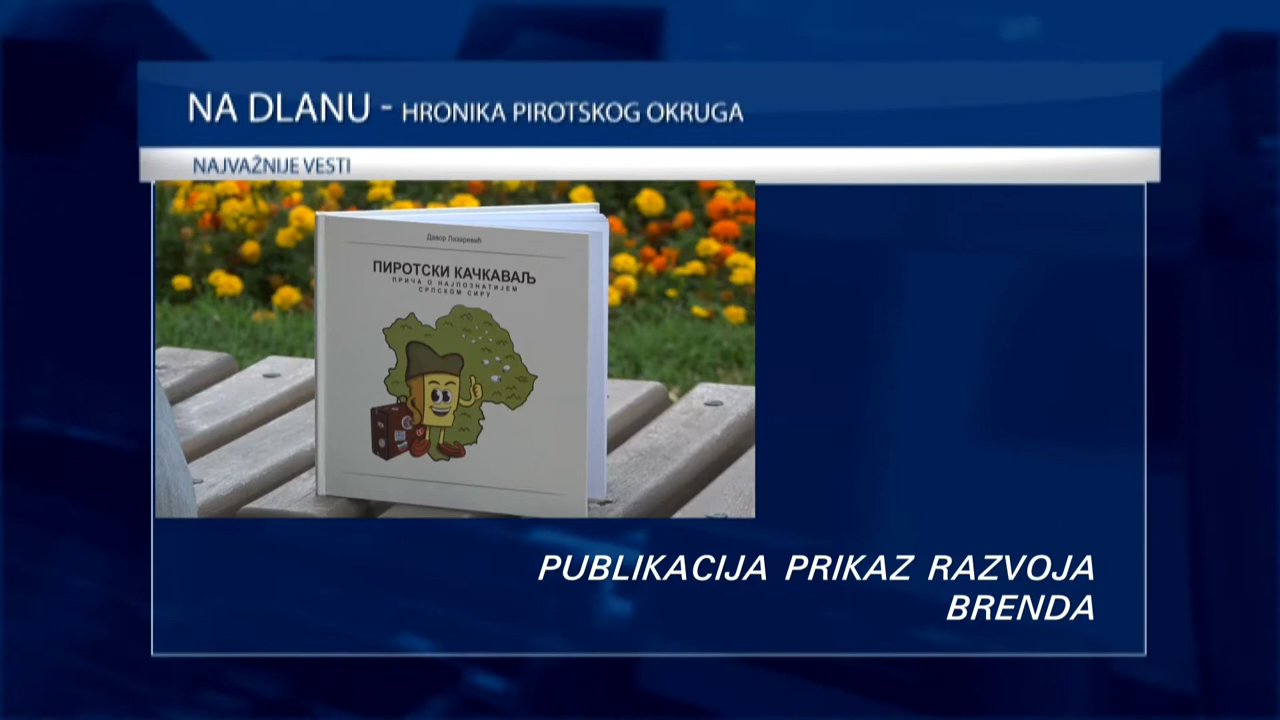 NA DLANU - HRONIKA PIROTSKOG OKRUGA
NAJVAŽNIJE VESTI
Давор Лазаревић
ПИРОТСКИ КАЧКАВАЉ
ПРИЧА О НАЈПОЗНАТИЈЕМ
СРПСКОМ СИРУ
PUBLIKACIJA PRIKAZ RAZVOJA
BRENDA